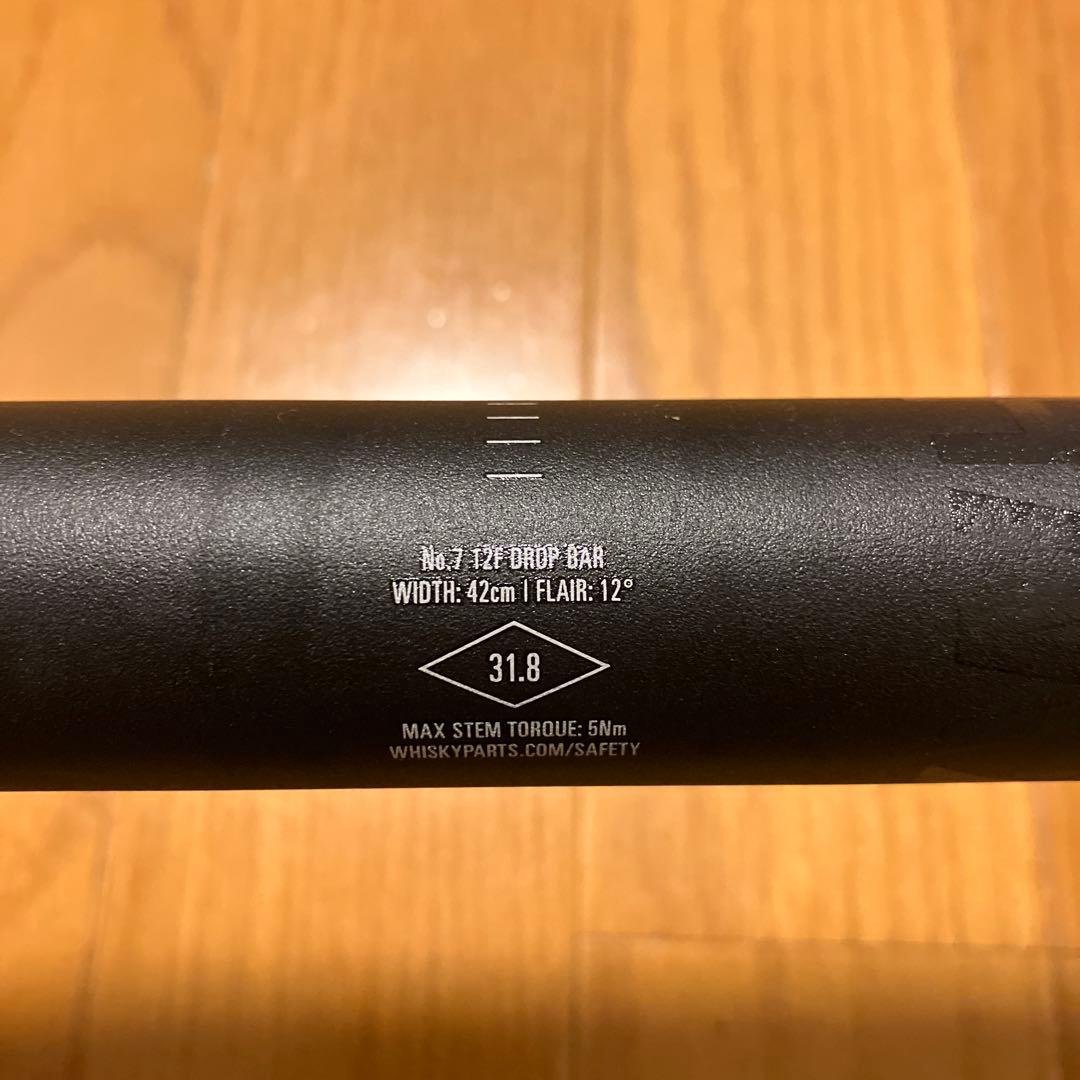 No.7 12F DROP BAR
WIDTH: 42cm | FLAIR: 12°
31.8
MAX STEM TORQUE: 5Nm
WHISKYPARTS.COM/SAFETY